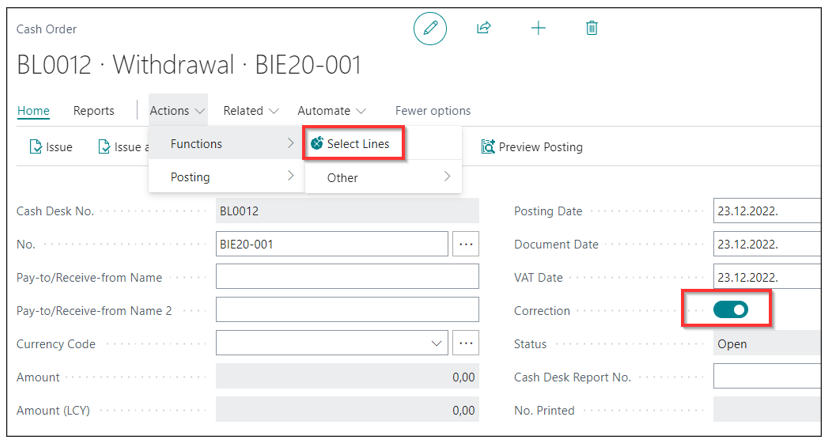 Cash Order
BL0012 · Withdrawal · BIE20-001
Home Reports Actions Related Automate Fewer options
Issue Issue a Functions Select Lines Preview Posting
Posting Other
Cash Desk No. BL0012 Posting Date 23.12.2022.
No. BIE20-001 Document Date 23.12.2022.
Pay-to/Receive-from Name VAT Date 23.12.2022.
Pay-to/Receive-from Name 2 Correction
Currency Code Status Open
Amount 0,00 Cash Desk Report No.
Amount (LCY) 0,00 No. Printed